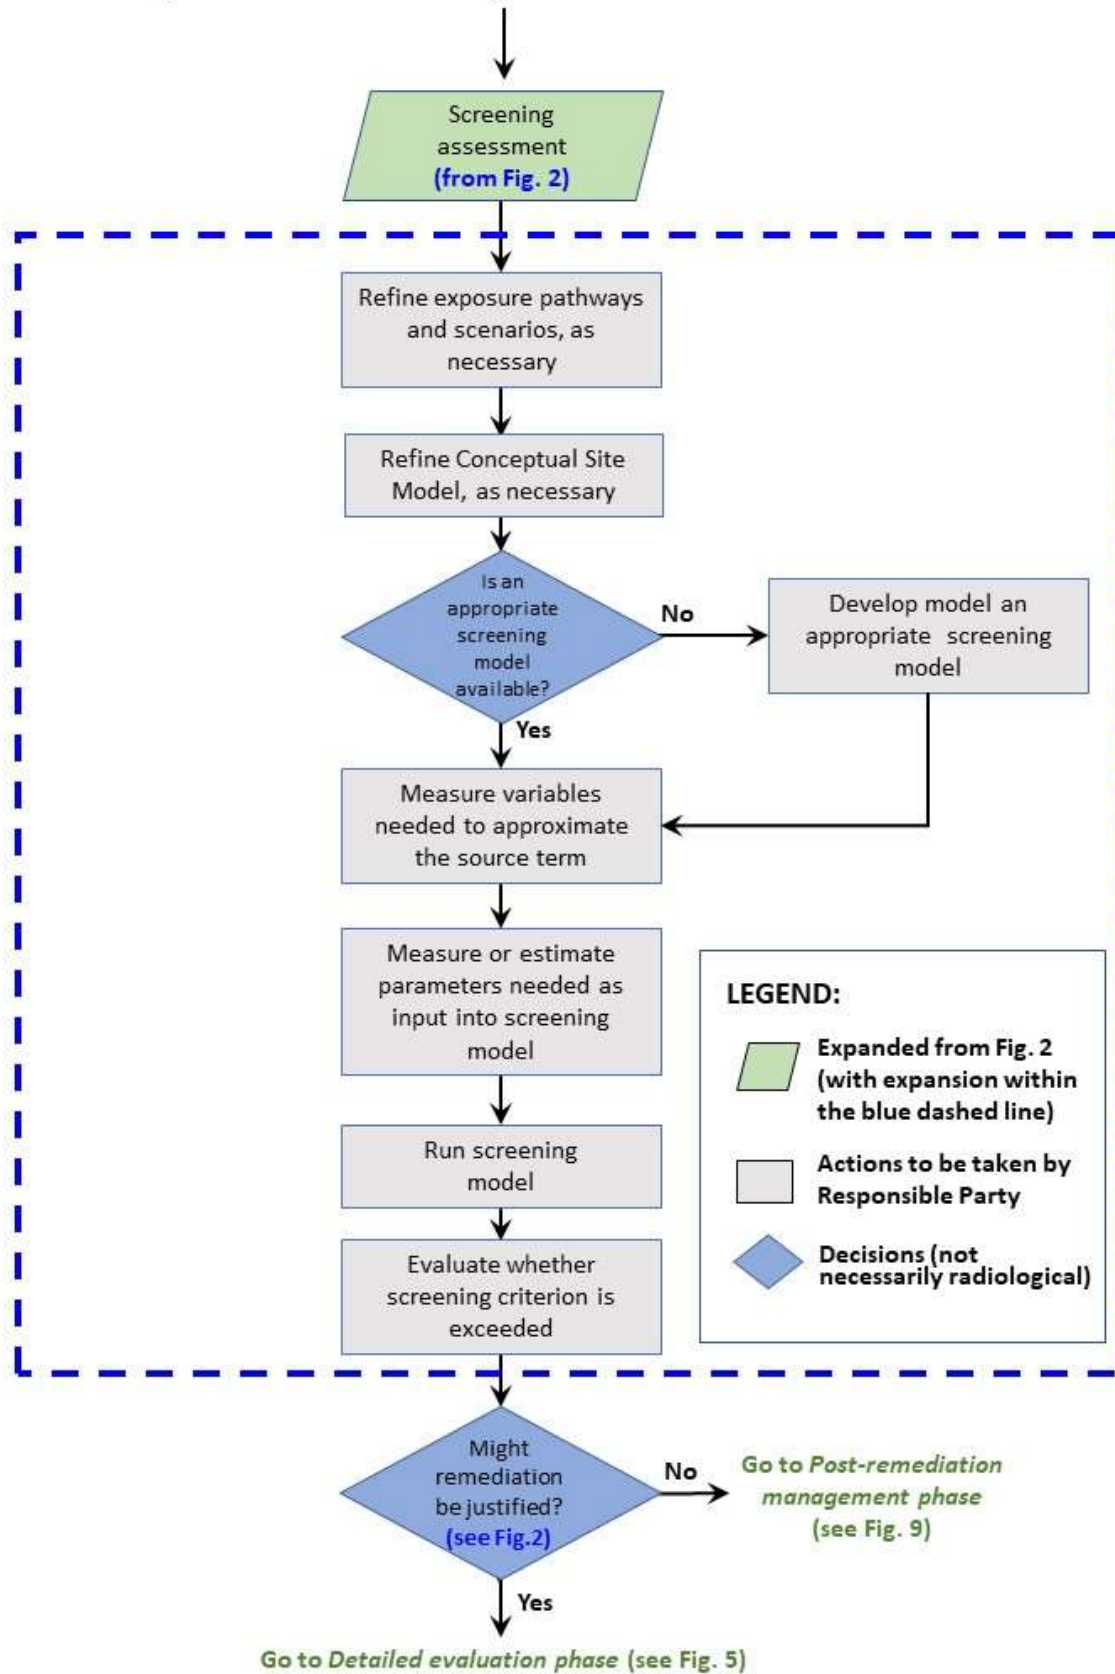 Screening
assessment
(from Fig. 2)
Refine exposure pathways
and scenarios, as
necessary
Refine Conceptual Site
Model, as necessary
Is an
appropriate
screening
model
available?
No
Develop model an
appropriate screening
model
Yes
Measure variables
needed to approximate
the source term
Measure or estimate
parameters needed as
input into screening
model
Run screening
model
Evaluate whether
screening criterion is
exceeded
LEGEND:
Expanded from Fig. 2
(with expansion within
the blue dashed line)
Actions to be taken by
Responsible Party
Decisions (not
necessarily radiological)
Might
remediation
be justified?
(see Fig.2)
No
Go to Post-remediation
management phase
(see Fig. 9)
Yes
Go to Detailed evaluation phase (see Fig. 5)